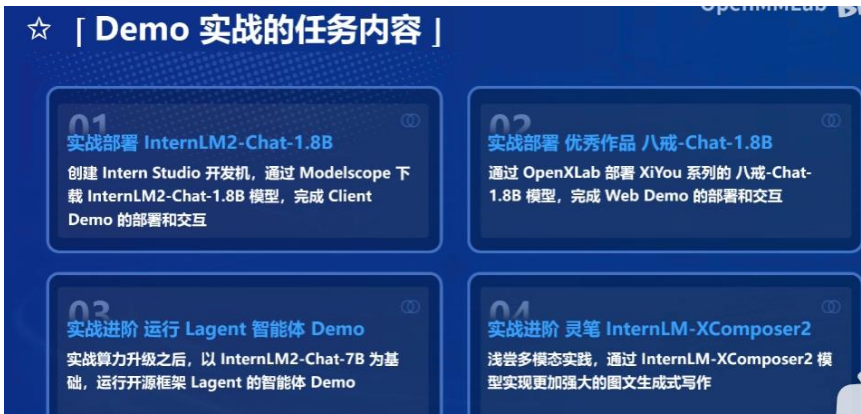 OpenMMLab
☆ [ Demo 实战的任务内容 ]
01
实战部署 InternLM2-Chat-1.8B
创建 Intern Studio 开发机，通过 Modelscope 下
载 InternLM2-Chat-1.8B 模型，完成 Client
Demo 的部署和交互
02
实战部署 优秀作品 八戒-Chat-1.8B
通过 OpenXLab 部署 XiYou 系列的 八戒-Chat-
1.8B 模型，完成 Web Demo 的部署和交互
03
实战进阶 运行 Lagent 智能体 Demo
实战算力升级之后，以 InternLM2-Chat-7B 为基
础，运行开源框架 Lagent 的智能体 Demo
04
实战进阶 灵笔 InternLM-XComposer2
浅尝多模态实践，通过 InternLM-XComposer2 模
型实现更加强大的图文生成式写作